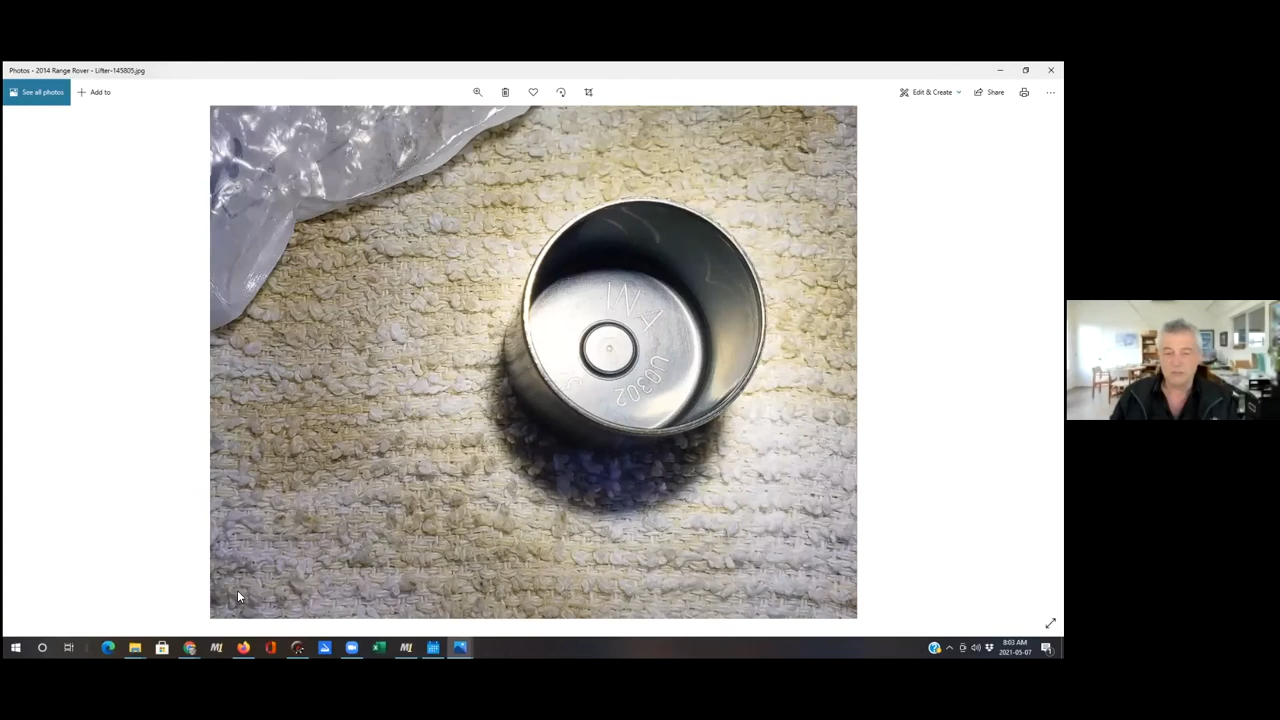 Photos - 2014 Range Rover - Lifter-145805.jpg
See all photos
Add to
Edit & Create
Share
INA
U0302
8:03 AM
2021-05-07